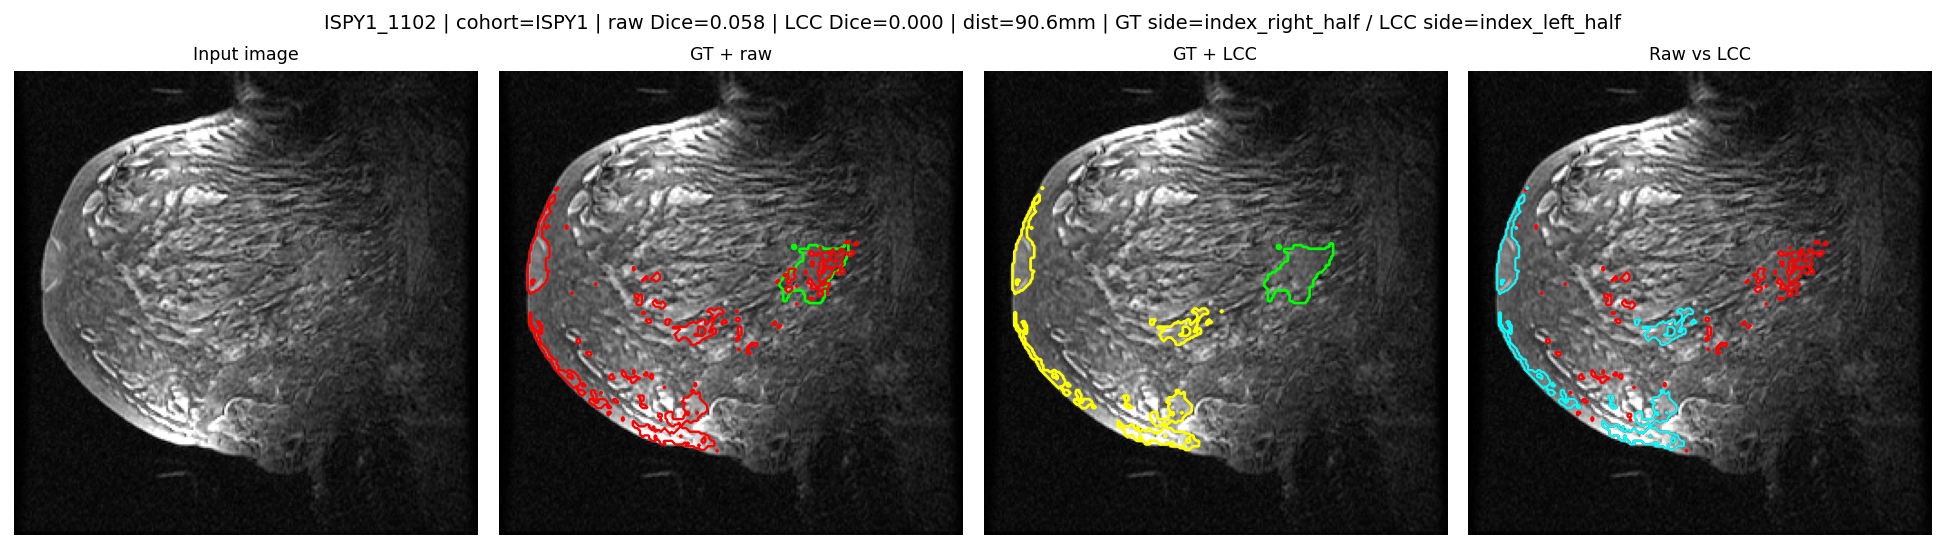 ISPY1_1102 | cohort=ISPY1 | raw Dice=0.058 | LCC Dice=0.000 | dist=90.6mm | GT side=index_right_half / LCC side=index_left_half
Input image
GT + raw
GT + LCC
Raw vs LCC